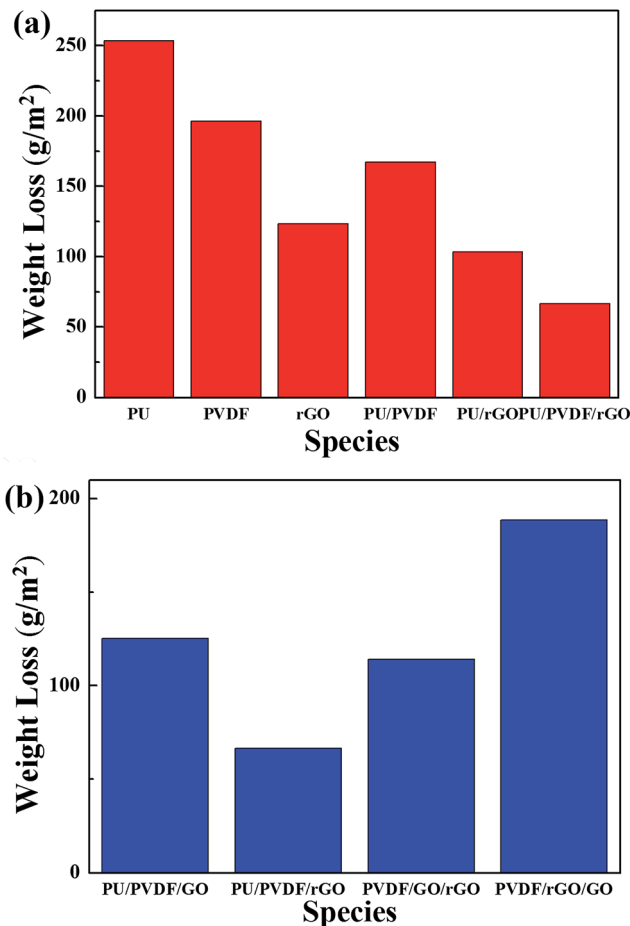 (a)
Weight Loss (g/m²)
250
200
150
100
50
0
PU PVDF rGO PU/PVDF PU/rGO PU/PVDF/rGO
Species
(b)
Weight Loss (g/m²)
200
100
0
PU/PVDF/GO PU/PVDF/rGO PVDF/GO/rGO PVDF/rGO/GO
Species